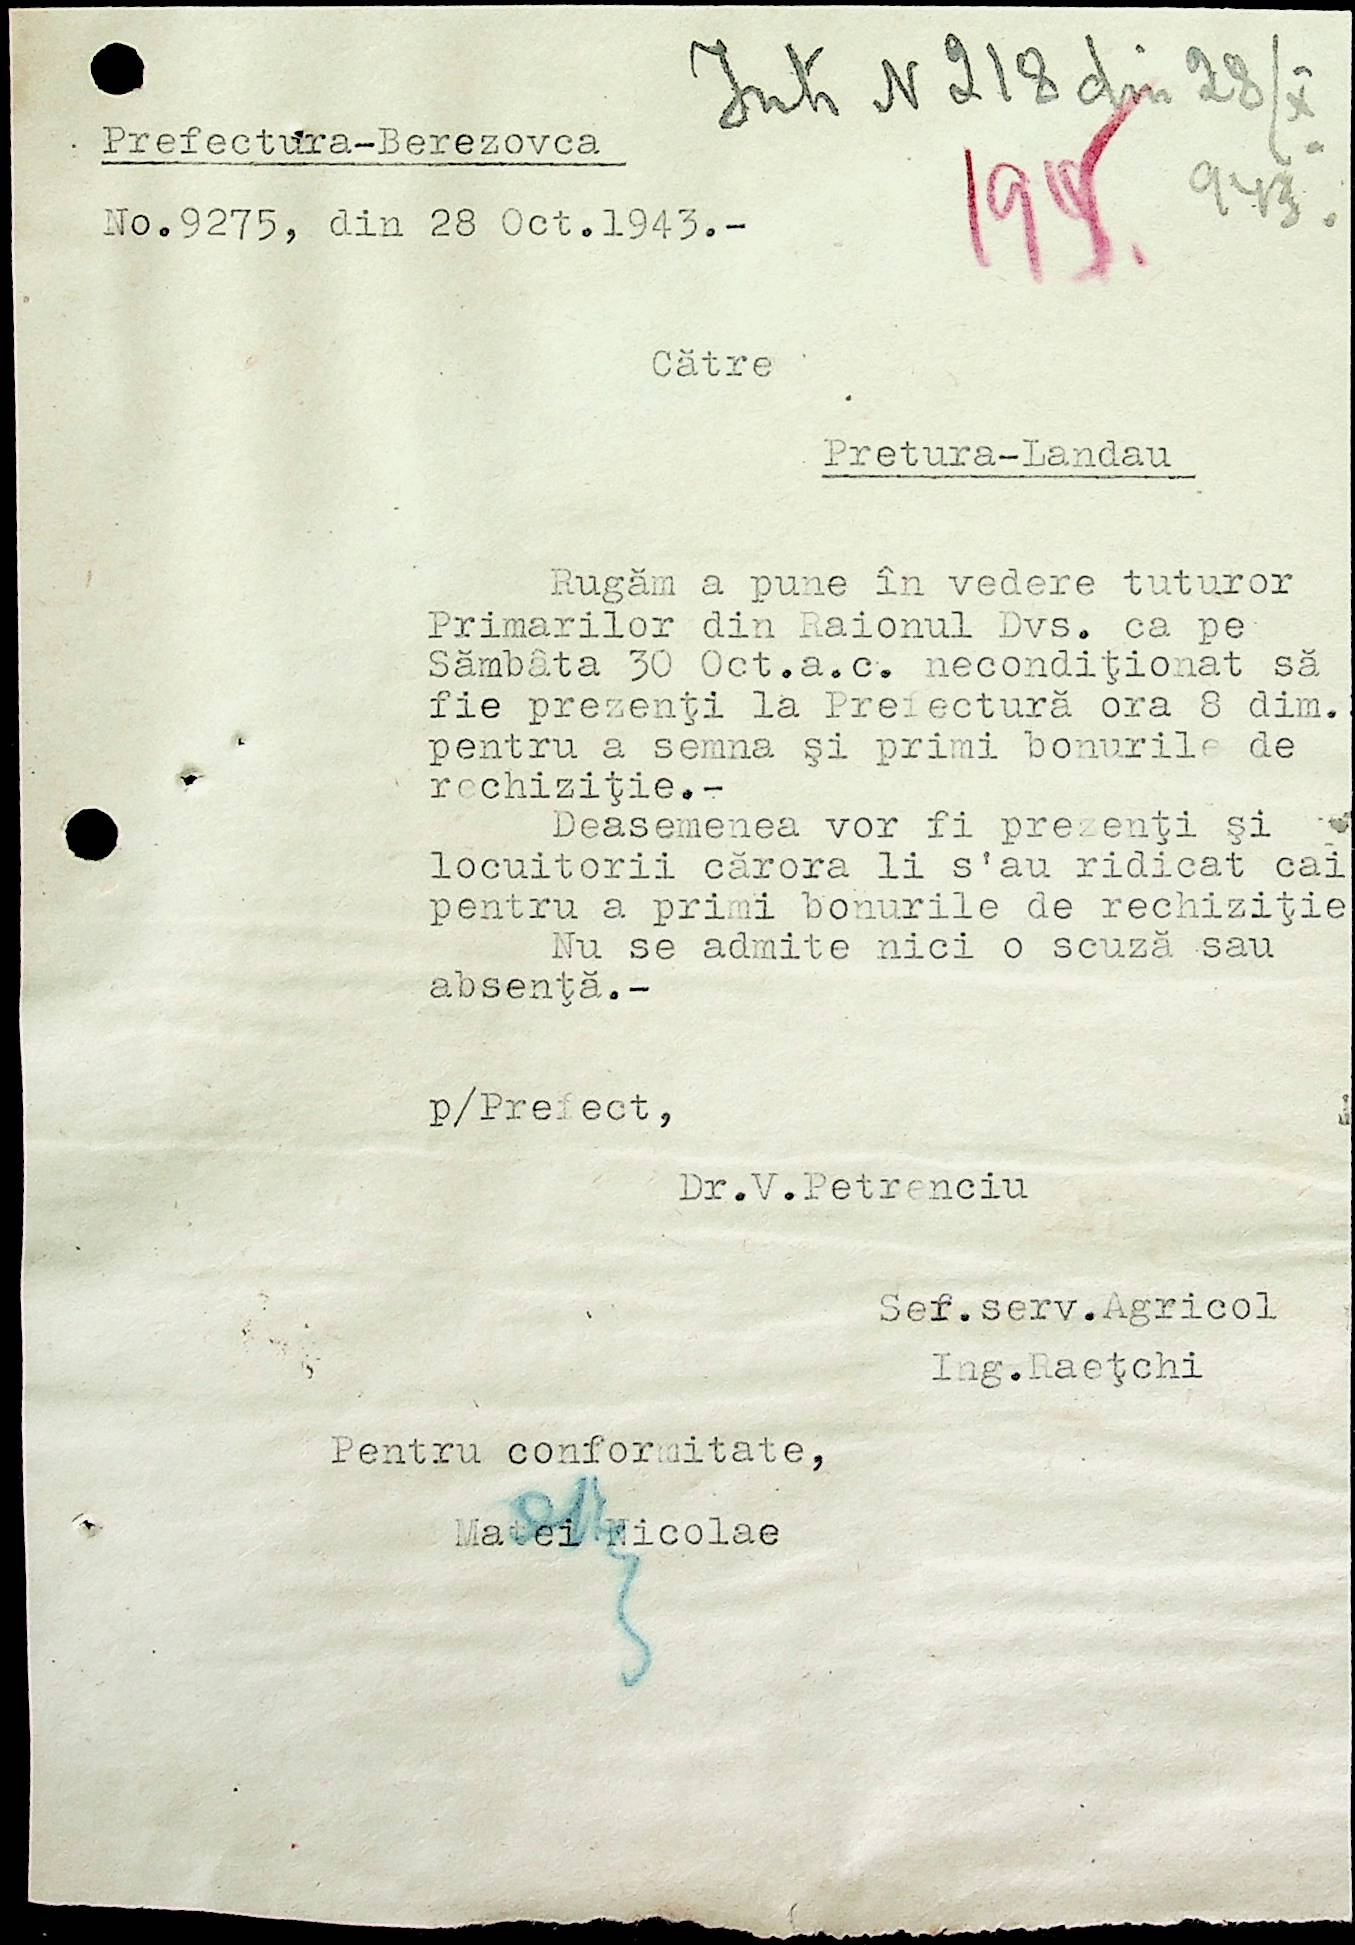 N 218 din 28/X
943.
Prefectura-Berezovca
No.9275, din 28 Oct.1943.-
Către
Pretura-Landau
Rugăm a pune în vedere tuturor
Primarilor din Raionul Dvs. ca pe
Sămbâta 30 Oct.a.c. necondiţionat să
fie prezenţi la Prefectură ora 8 dim.
pentru a semna şi primi bonurile de
rechiziţie.-
Deasemenea vor fi prezenţi şi
locuitorii cărora li s'au ridicat cai
pentru a primi bonurile de rechiziţie
Nu se admite nici o scuză sau
absenţă.-
p/Prefect,
Dr.V.Petrenciu
Sef.serv.Agricol
Ing.Raeţchi
Pentru conformitate,
Matei Nicolae